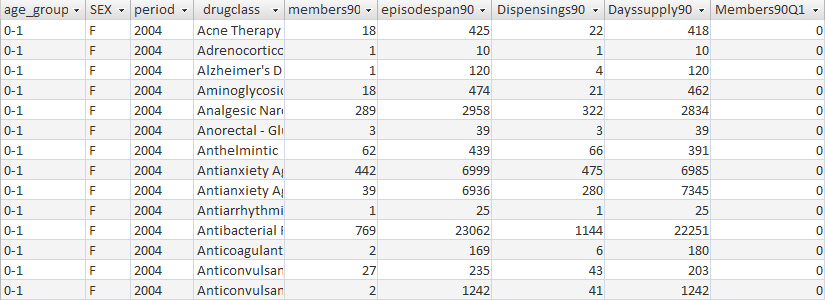 age_group SEX period drugclass members90 episodespan90 Dispensings90 Dayssupply90 Members90Q1
0-1 F 2004 Acne Therapy 18 425 22 418 0
0-1 F 2004 Adrenocortico 1 10 1 10 0
0-1 F 2004 Alzheimer's D 1 120 4 120 0
0-1 F 2004 Aminoglycosid 18 474 21 462 0
0-1 F 2004 Analgesic Narc 289 2958 322 2834 0
0-1 F 2004 Anorectal - Glu 3 39 3 39 0
0-1 F 2004 Anthelmintic 62 439 66 391 0
0-1 F 2004 Antianxiety Ag 442 6999 475 6985 0
0-1 F 2004 Antianxiety Ag 39 6936 280 7345 0
0-1 F 2004 Antiarrhythmi 1 25 1 25 0
0-1 F 2004 Antibacterial F 769 23062 1144 22251 0
0-1 F 2004 Anticoagulant 2 169 6 180 0
0-1 F 2004 Anticonvulsan 27 235 43 203 0
0-1 F 2004 Anticonvulsan 2 1242 41 1242 0